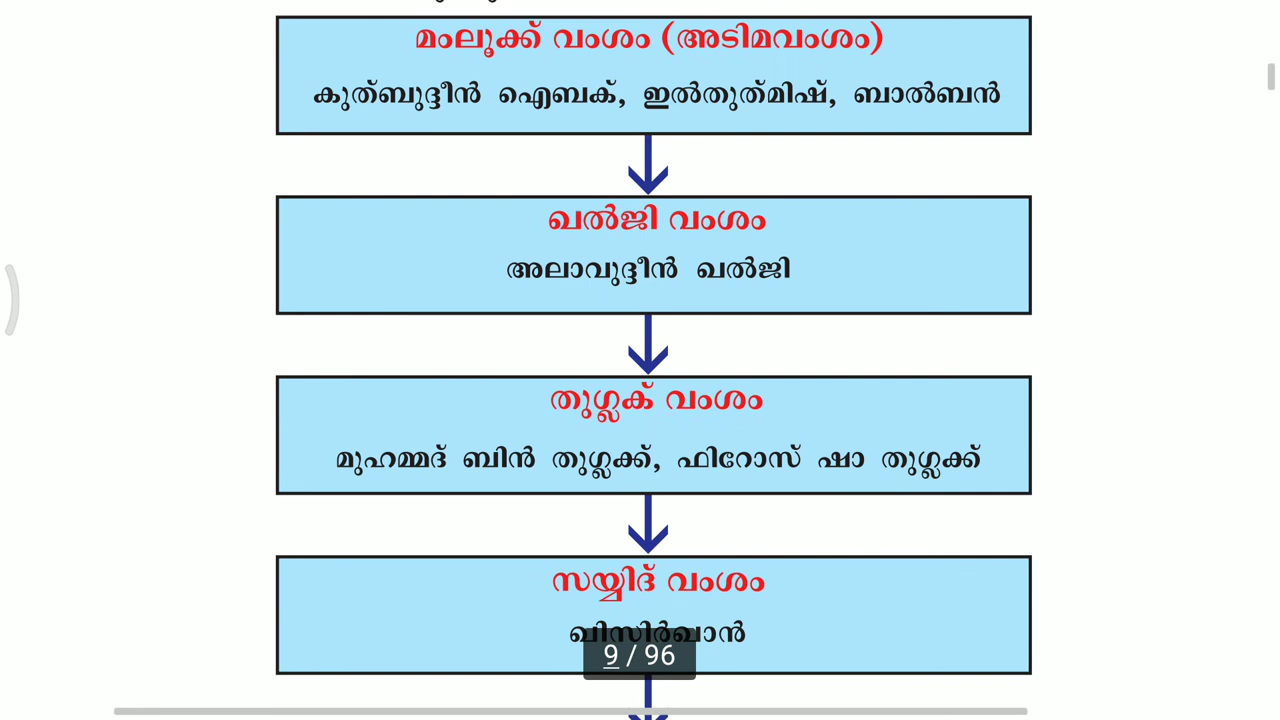 മംലൂക്ക് വംശം (അടിമവംശം)
കുത്ബുദ്ദീൻ ഐബക്, ഇൽതുത്മിഷ്, ബാൽബൻ
ഖൽജി വംശം
അലാവുദ്ദീൻ ഖൽജി
തുഗ്ലക് വംശം
മുഹമ്മദ് ബിൻ തുഗ്ലക്ക്, ഫിറോസ് ഷാ തുഗ്ലക്ക്
സയ്യിദ് വംശം
ഖിസിർഖാൻ
9 / 96